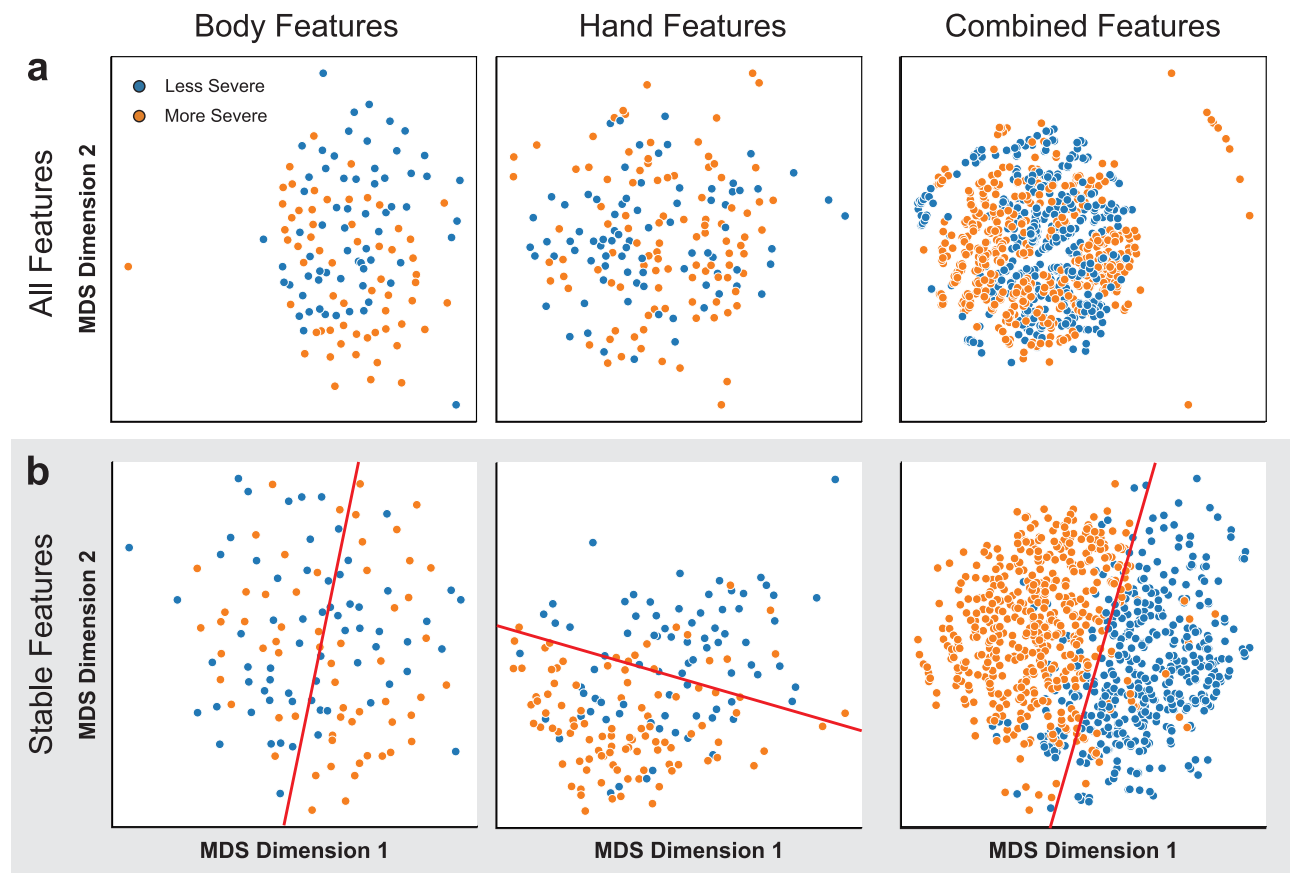 Body Features
Hand Features
Combined Features
a
Less Severe
More Severe
All Features
MDS Dimension 2
b
Stable Features
MDS Dimension 2
MDS Dimension 1
MDS Dimension 1
MDS Dimension 1